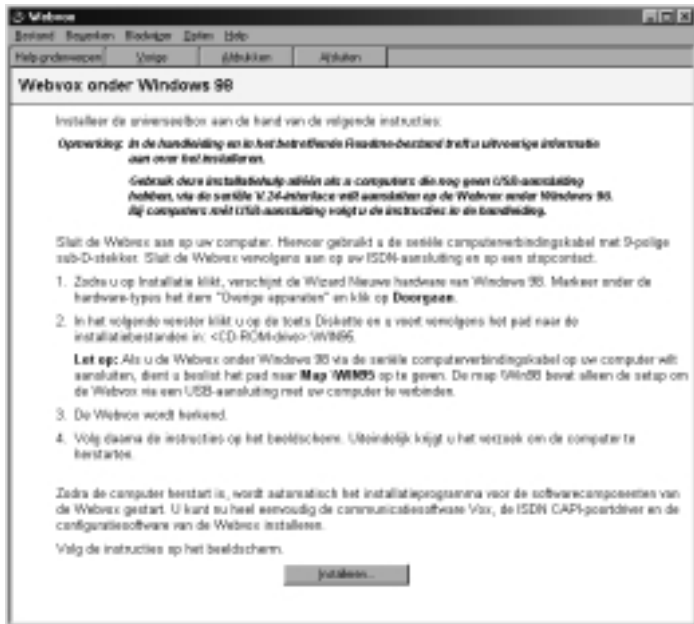 Webvox
Bestand Bewerken Bladwijzer Opties Help
Help-onderwerpen Vorige Afdrukken Afsluiten
Webvox onder Windows 98
Installeer de universeelbox aan de hand van de volgende instructies:
Opmerking: In de handleiding en in het betreffende Readme-bestand treft u uitvoerige informatie
aan over het installeren.
Gebruik deze installatiehulp alléén als u computers die nog geen USB-aansluiting
hebben, via de seriële V.24-interface wilt aansluiten op de Webvox onder Windows 98.
Bij computers mét USB-aansluiting volgt u de instructies in de handleiding.
Sluit de Webvox aan op uw computer. Hiervoor gebruikt u de seriële computerverbindingskabel met 9-polige
sub-D-stekker. Sluit de Webvox vervolgens aan op uw ISDN-aansluiting en op een stopcontact.
1. Zodra u op Installatie klikt, verschijnt de Wizard Nieuwe hardware van Windows 98. Markeer onder de
hardware-types het item "Overige apparaten" en klik op Doorgaan.
2. In het volgende venster klikt u op de toets Diskette en u voert vervolgens het pad naar de
installatiebestanden in: <CD-ROM-drive>:\WIN95.
Let op: Als u de Webvox onder Windows 98 via de seriële computerverbindingskabel op uw computer wilt
aansluiten, dient u beslist het pad naar Map \WIN95 op te geven. De map \Win98 bevat alleen de setup om
de Webvox via een USB-aansluiting met uw computer te verbinden.
3. De Webvox wordt herkend.
4. Volg daarna de instructies op het beeldscherm. Uiteindelijk krijgt u het verzoek om de computer te
herstarten.
Zodra de computer herstart is, wordt automatisch het installatieprogramma voor de softwarecomponenten van
de Webvox gestart. U kunt nu heel eenvoudig de communicatiesoftware Vox, de ISDN CAPI-poortdriver en de
configuratiesoftware van de Webvox installeren.
Volg de instructies op het beeldscherm.
Installeren...